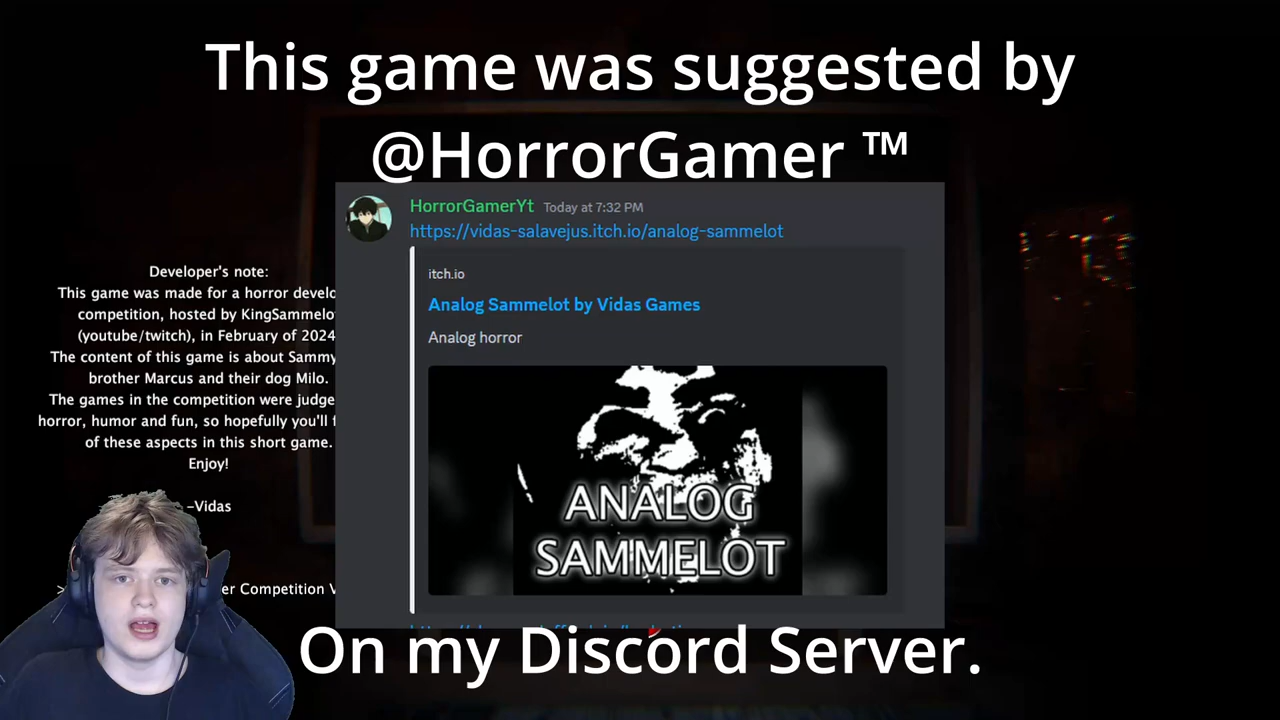 This game was suggested by
@HorrorGamer ™
HorrorGamerYt Today at 7:32 PM
https://vidas-salavejus.itch.io/analog-sammelot
itch.io
Analog Sammelot by Vidas Games
Analog horror
ANALOG
SAMMELOT
Developer's note:
This game was made for a horror
competition, hosted by
(youtube/twitch), in February of 2024
The content of this game is about Sammy
brother Marcus and their dog Milo.
The games in the competition were
horror, humor and fun, so hopefully you'll
of these aspects in this short game.
Enjoy!
-Vidas
Competition
On my Discord Server.